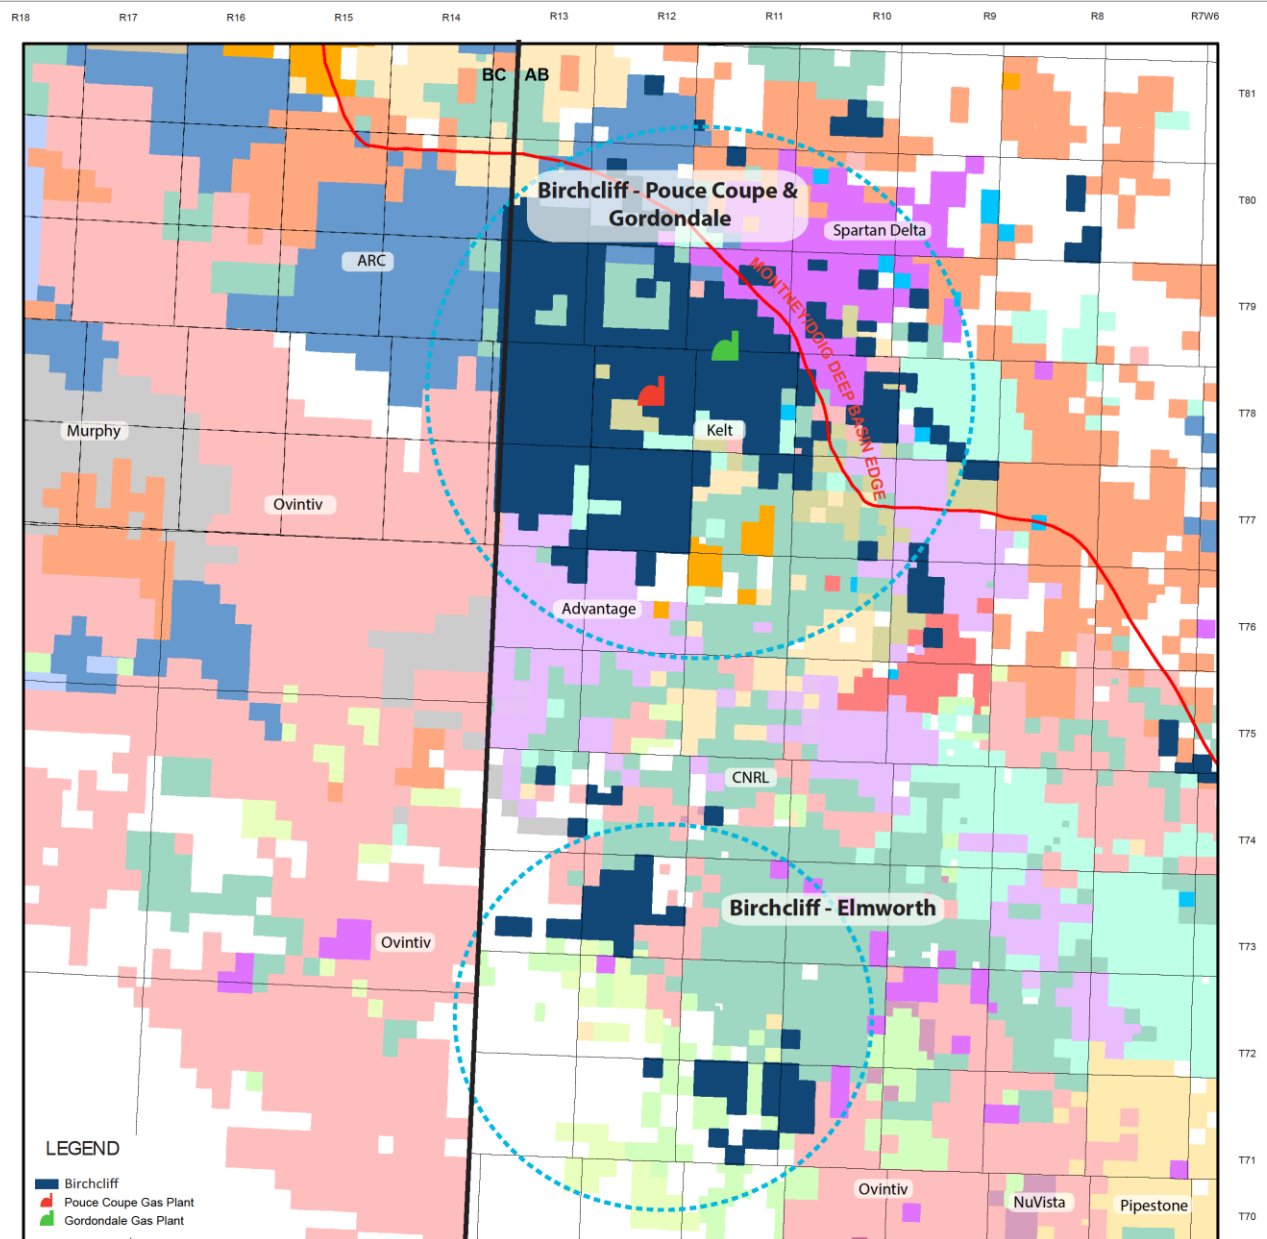 R18 R17 R16 R15 R14 R13 R12 R11 R10 R9 R8 R7W6
BC AB
T81
Birchcliff - Pouce Coupe &
Gordondale
T80
Spartan Delta
ARC
MONTNEY/DOIG DEEP BASIN EDGE
T79
T78
Murphy
Kelt
Ovintiv
T77
Advantage
T76
T75
CNRL
T74
Birchcliff - Elmworth
Ovintiv
T73
T72
LEGEND
Birchcliff
Pouce Coupe Gas Plant
Gordondale Gas Plant
T71
Ovintiv
NuVista
Pipestone
T70